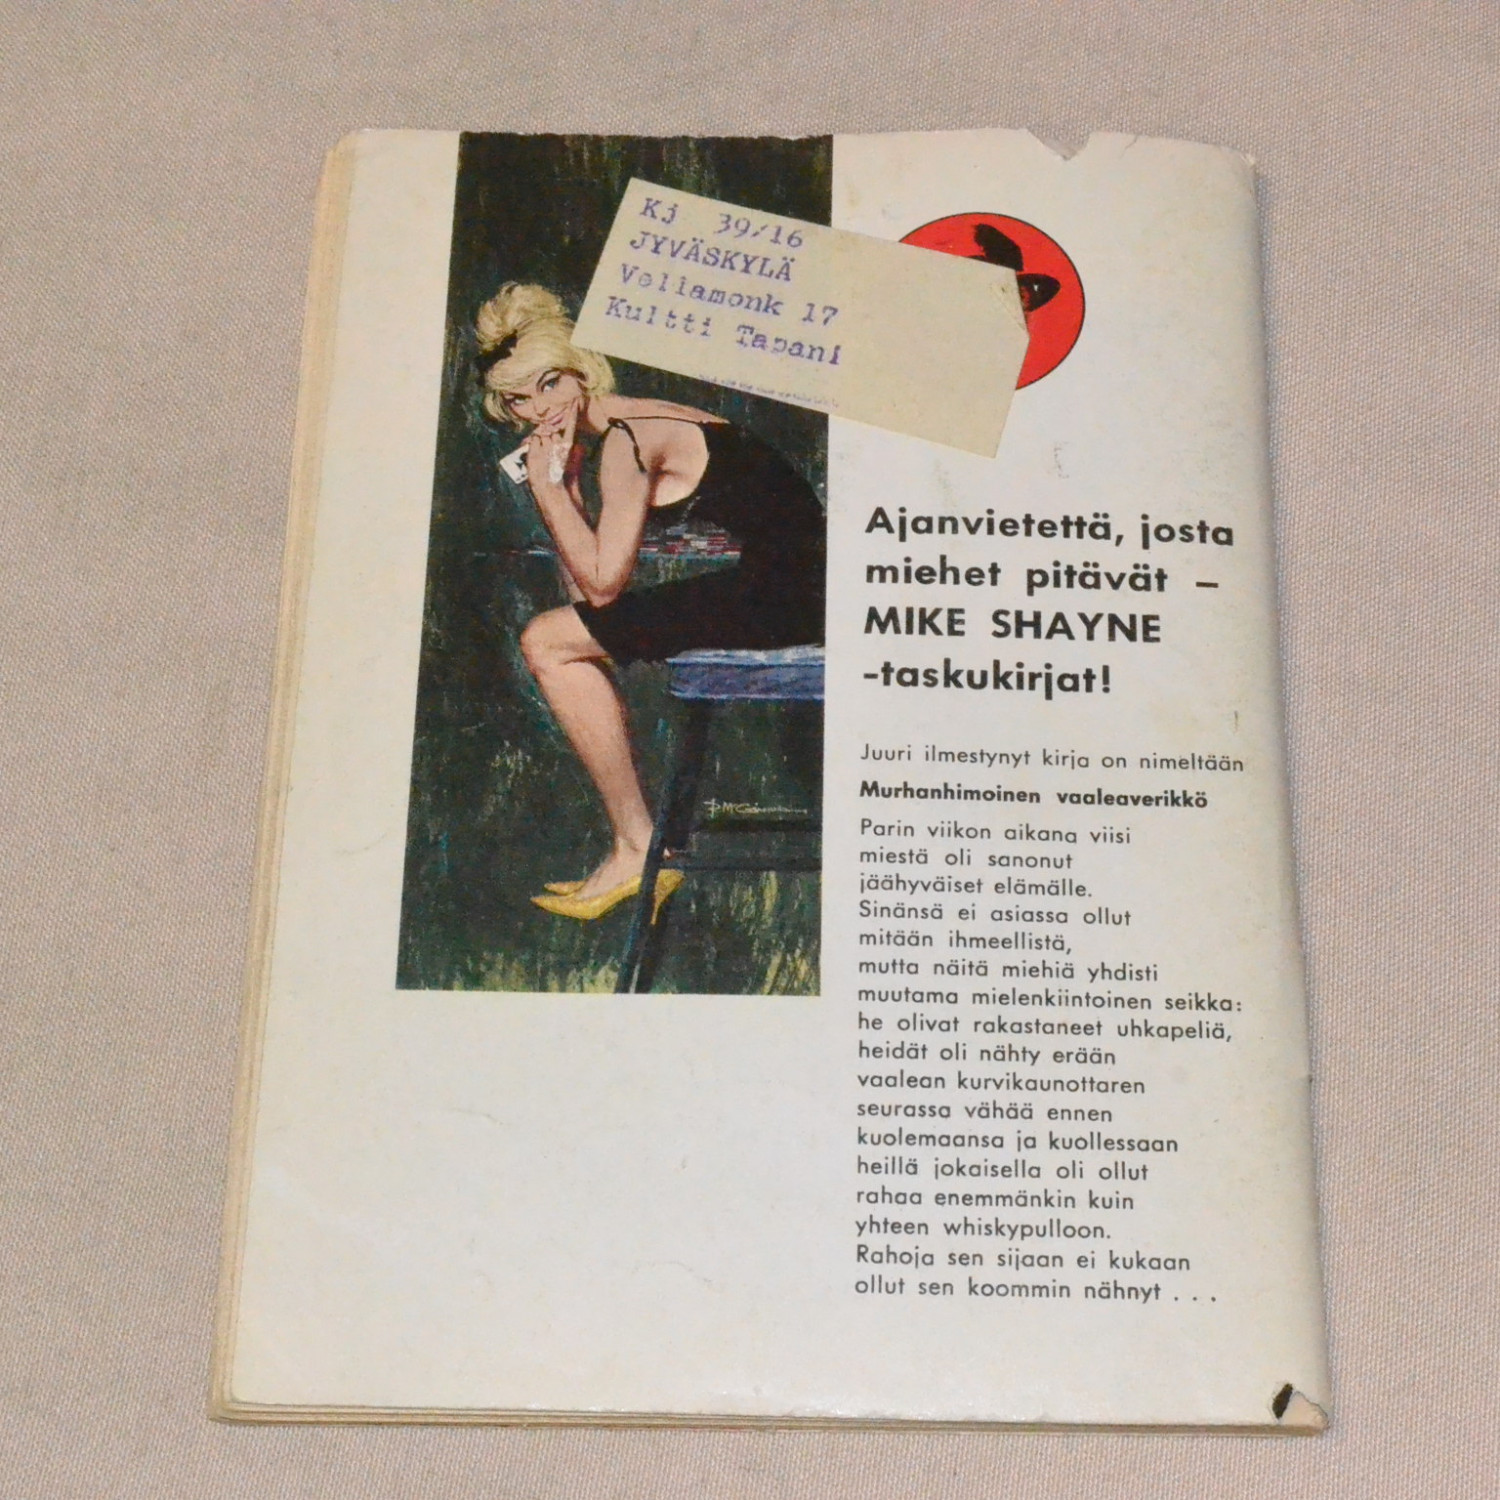 Kj 39/16
JYVÄSKYLÄ
Vellamonk 17
Kultti Tapani
Ajanvietettä, josta
miehet pitävät –
MIKE SHAYNE
-taskukirjat!
Juuri ilmestynyt kirja on nimeltään
Murhanhimoinen vaaleaverikkö
Parin viikon aikana viisi
miestä oli sanonut
jäähyväiset elämälle.
Sinänsä ei asiassa ollut
mitään ihmeellistä,
mutta näitä miehiä yhdisti
muutama mielenkiintoinen seikka:
he olivat rakastaneet uhkapeliä,
heidät oli nähty erään
vaalean kurvikaunottaren
seurassa vähää ennen
kuolemaansa ja kuollessaan
heillä jokaisella oli ollut
rahaa enemmänkin kuin
yhteen whiskypulloon.
Rahoja sen sijaan ei kukaan
ollut sen koommin nähnyt . . .